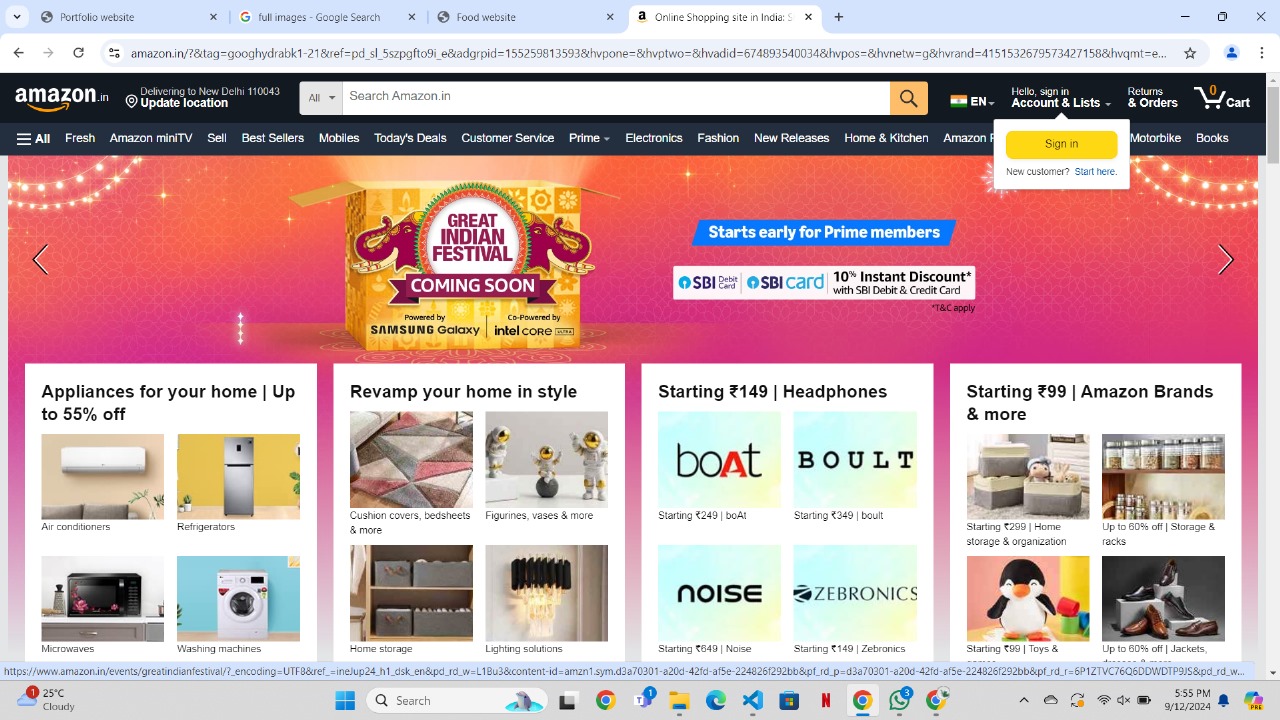 Portfolio website
full images - Google Search
Food website
Online Shopping site in India: S
amazon.in/?&tag=googhydrabk1-21&ref=pd_sl_5szpgfto9i_e&adgrpid=155259813593&hvpone=&hvptwo=&hvadid=674893540034&hvpos=&hvnetw=g&hvrand=4151532679573427158&hvqmt=e...
amazon.in
Delivering to New Delhi 110043
Update location
All
Search Amazon.in
EN
Hello, sign in
Account & Lists
Returns
& Orders
0
Cart
All
Fresh
Amazon miniTV
Sell
Best Sellers
Mobiles
Today's Deals
Customer Service
Prime
Electronics
Fashion
New Releases
Home & Kitchen
Amazon
Motorbike
Books
Sign in
New customer? Start here.
GREAT
INDIAN
FESTIVAL
COMING SOON
Powered by
SAMSUNG Galaxy
Co-Powered by
intel CORE ULTRA
Starts early for Prime members
SBI Debit Card
SBI card
10% Instant Discount*
with SBI Debit & Credit Card
*T&C apply
Appliances for your home | Up
to 55% off
Air conditioners
Refrigerators
Microwaves
Washing machines
Revamp your home in style
Cushion covers, bedsheets
& more
Figurines, vases & more
Home storage
Lighting solutions
Starting ₹149 | Headphones
boAt
BOULT
Starting ₹249 | boAt
Starting ₹349 | boult
NOISE
ZEBRONICS
Starting ₹649 | Noise
Starting ₹149 | Zebronics
Starting ₹99 | Amazon Brands
& more
Starting ₹299 | Home
storage & organization
Up to 60% off | Storage &
racks
Starting ₹99 | Toys &
Up to 60% off | Jackets,
https://www.amazon.in/events/greatindianfestival/?_encoding=UTF8&ref_=inelup24_h1_dsk_en&pd_rd_w=L1Bu3&content-id=amzn1.sym.d3a70301-a20d-42fd-af5e-224826f292bb&pf_rd_p=d3a70301-a20d-42fd-af5e-224826f292bb&pf_rd_r=6P1ZTVC76Q6DDWDTP9JS&pd_rd_w...
1
25°C
Cloudy
Search
1
3
5:55 PM
9/12/2024